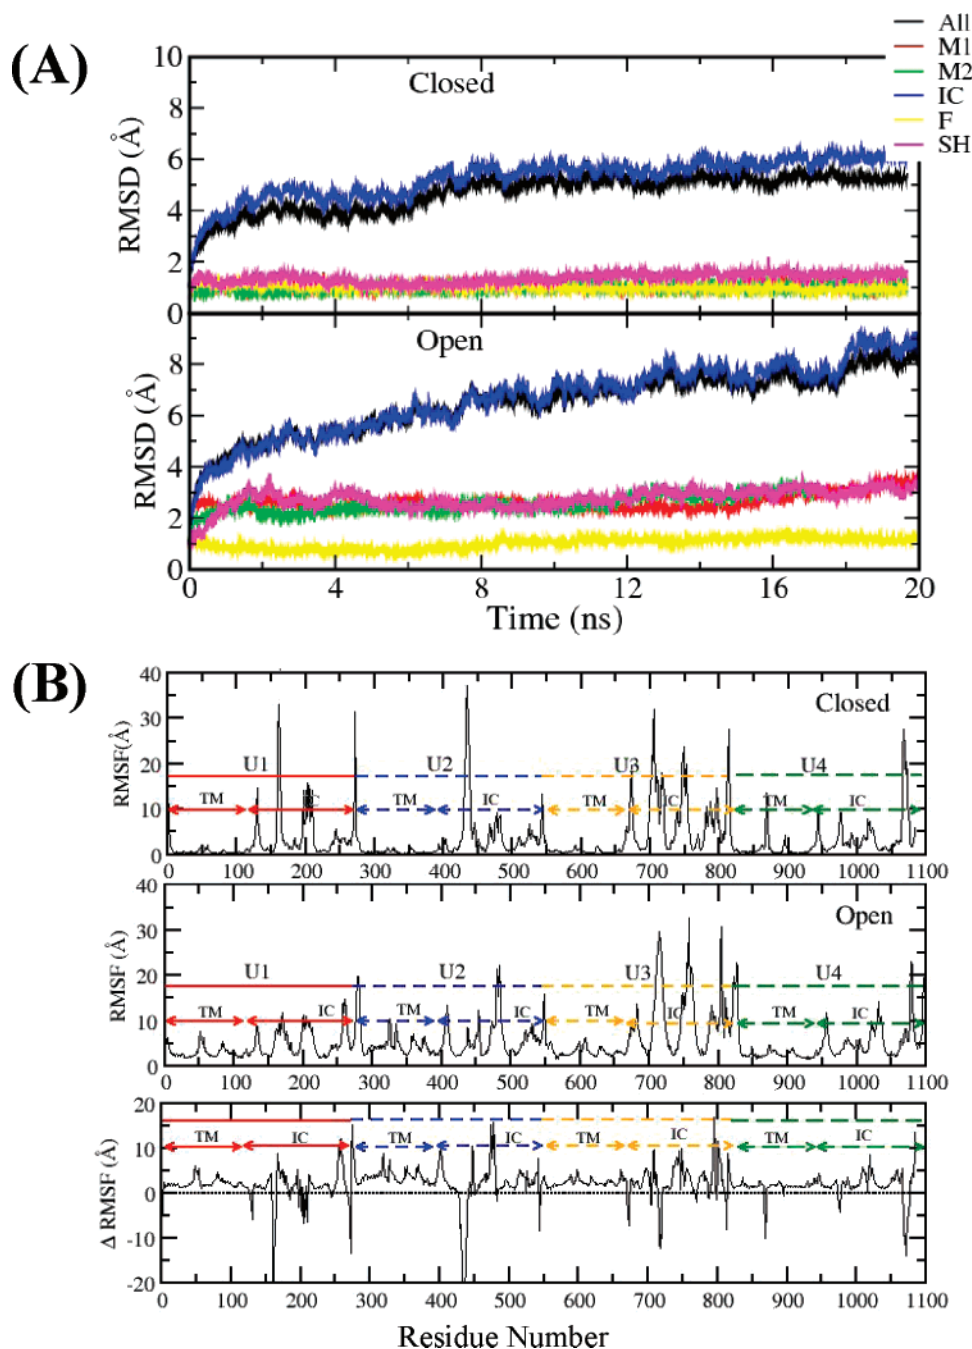 All
M1
M2
IC
F
SH
(A)
10
8
6
4
2
0
RMSD (Å)
Closed
8
6
4
2
0
RMSD (Å)
Open
0 4 8 12 16 20
Time (ns)
(B)
40
30
20
10
0
RMSF(Å)
Closed
U1 U2 U3 U4
TM TM IC TM IC TM IC
0 100 200 300 400 500 600 700 800 900 1000 1100
40
30
20
10
0
RMSF (Å)
Open
U1 U2 U3 U4
TM IC TM IC TM IC TM IC
0 100 200 300 400 500 600 700 800 900 1000 1100
20
10
0
-10
-20
Δ RMSF (Å)
TM IC TM IC TM IC TM IC
0 100 200 300 400 500 600 700 800 900 1000 1100
Residue Number